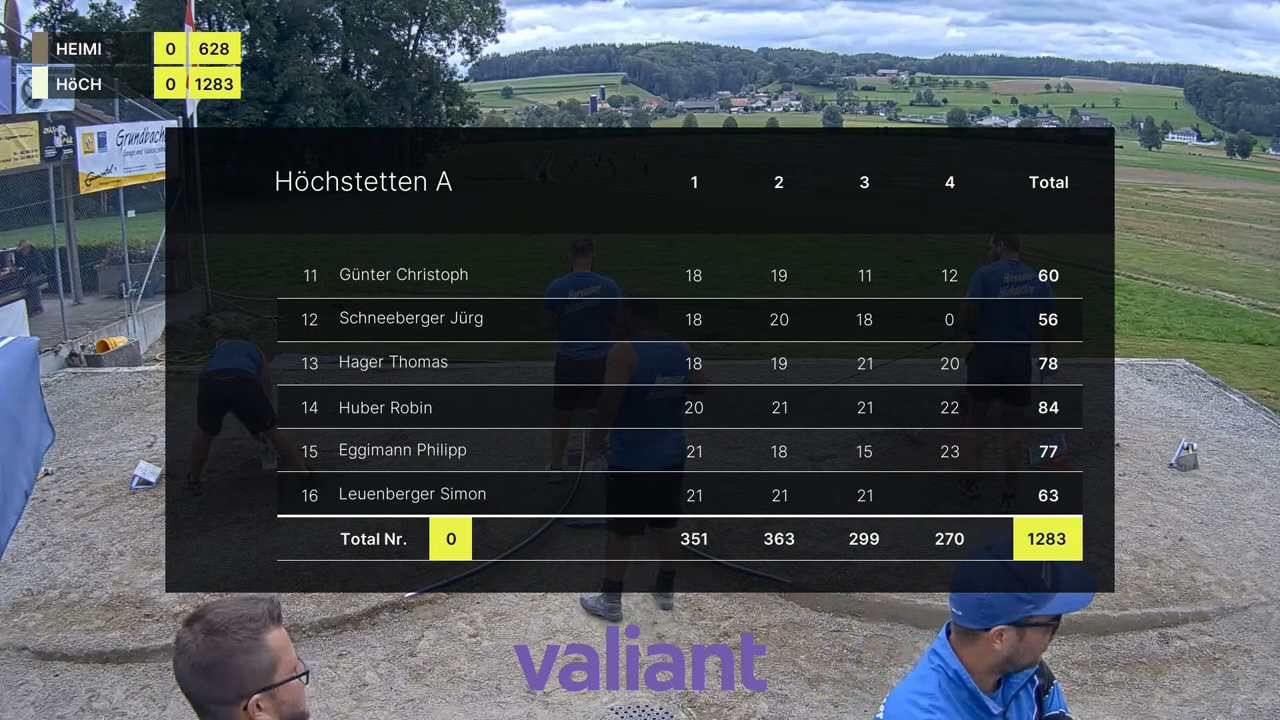 HEIMI 0 628
HöCH 0 1283
Grundbach
Höchstetten A 1 2 3 4 Total
11 Günter Christoph 18 19 11 12 60
12 Schneeberger Jürg 18 20 18 0 56
13 Hager Thomas 18 19 21 20 78
14 Huber Robin 20 21 21 22 84
15 Eggimann Philipp 21 18 15 23 77
16 Leuenberger Simon 21 21 21 63
Total Nr. 0 351 363 299 270 1283
valiant